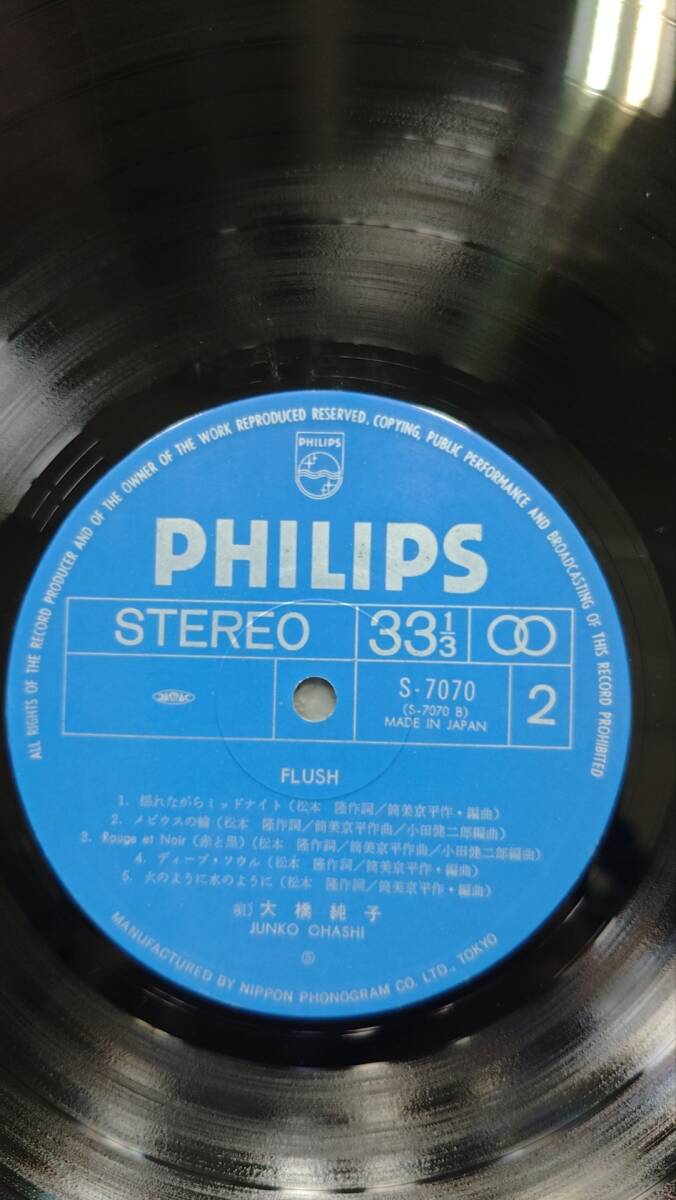 ALL RIGHTS OF THE RECORD PRODUCER AND OF THE OWNER OF THE WORK REPRODUCED RESERVED. COPYING, PUBLIC PERFORMANCE AND BROADCASTING OF THIS RECORD PROHIBITED
PHILIPS
PHILIPS
STEREO
33 1/3
S-7070
(S-7070 B)
MADE IN JAPAN
2
FLUSH
1. 揺れながらミッドナイト(松本 隆作詞/筒美京平作・編曲)
2. メビウスの輪(松本 隆作詞/筒美京平作曲/小田健二郎編曲)
3. Rouge et Noir(赤と黒)(松本 隆作詞/筒美京平作曲/小田健二郎編曲)
4. ディープ・ソウル(松本 隆作詞/筒美京平作・編曲)
5. 火のように水のように(松本 隆作詞/筒美京平作・編曲)
唄) 大橋純子
JUNKO OHASHI
MANUFACTURED BY NIPPON PHONOGRAM CO. LTD., TOKYO